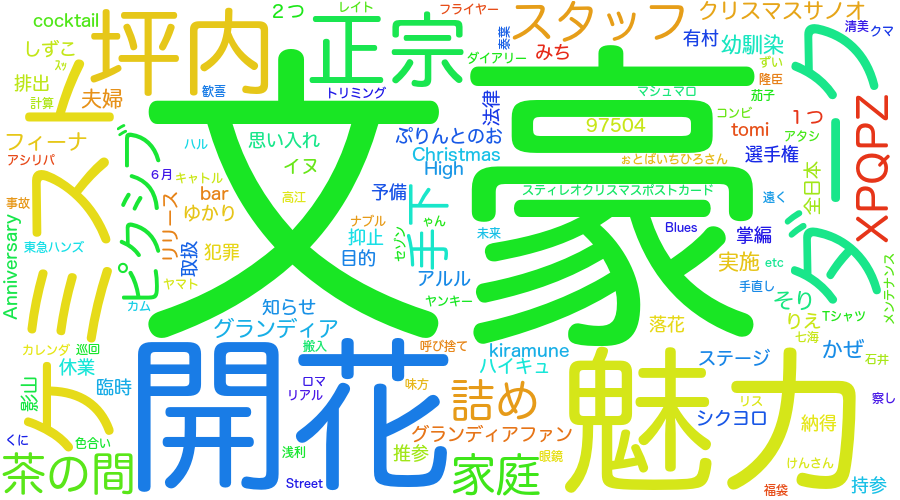 cocktail
坪内
2つ
レイト
正宗
フライヤー
スタッフ
クリスマスサノオ
清美
クマ
しずこ
スッ
排出
計算
夫婦
歓喜
トリミング
泰葉
みち
ダイアリー
有村
幼馴染
ずい
隆臣
茄子
マシュマロ
コンビ
ダーク
ケミスト
フィーナ
アシリパ
ピクシブ
ハル
思い入れ
イヌ
文豪
法律
ぷりんとのお
Christmas
High
97504
tomi
1つ
アタシ
選手権
XPQPZ
ぉとぱいちひろさん
6月
キャトル
bar
ゆかり
高江
予備
手下
スティレオクリスマスポストカード
遠く
全日本
事故
Anniversary
東急ハンズ
リリース
取扱
犯罪
ヤマト
カム
ナブル
ゃん
抑止
目的
セゾン
アルル
ヤンキー
未来
Blues
掌編
実施
etc
手直し
そり
りえ
七海
Tシャツ
メンテナンス
知らせ
グランディア
落花
かぜ
石井
カレンダ
巡回
休業
影山
臨時
搬入
呼び捨て
kiramune
ハイキュ
ステージ
開花
ロマ
リアル
味方
詰め
魅力
リス
シクヨロ
納得
察し
くに
色合い
茶の間
浅利
Street
推参
グランディアファン
家庭
眼鏡
けんさん
福袋
持参